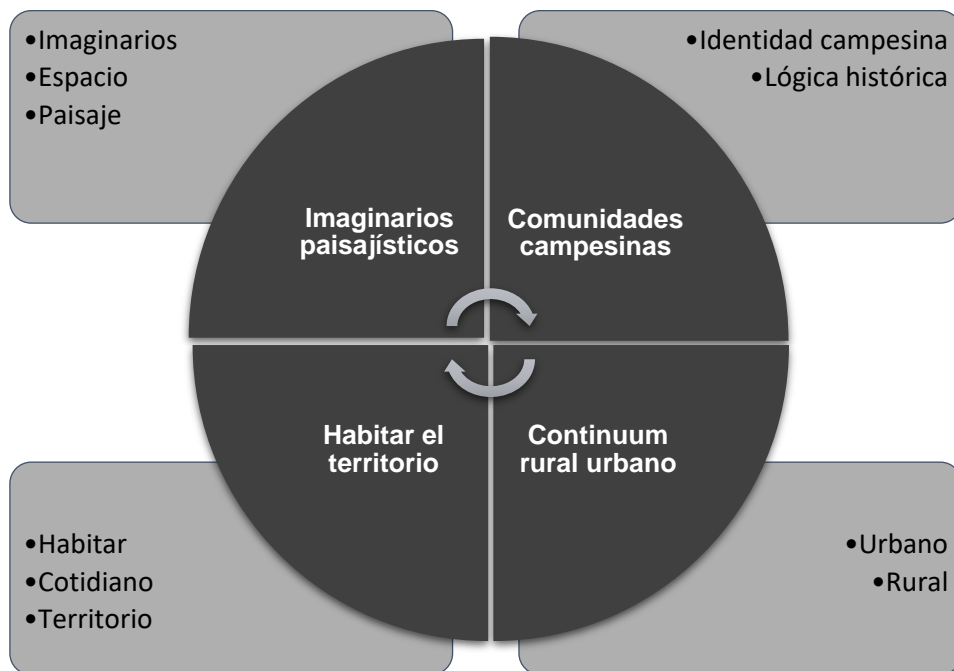 •Imaginarios
•Espacio
•Paisaje
•Identidad campesina
•Lógica histórica
Imaginarios
paisajísticos
Comunidades
campesinas
Habitar el
territorio
Continuum
rural urbano
•Habitar
•Cotidiano
•Territorio
•Urbano
•Rural